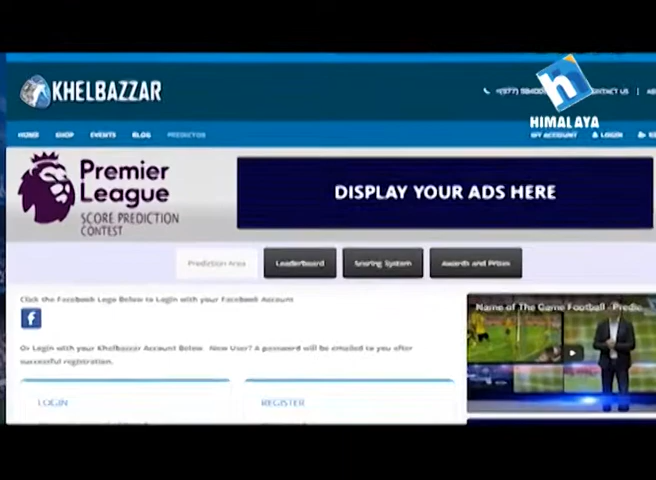 KHELBAZZAR
HIMALAYA
HOME SHOP EVENTS BLOG PREDICTOR
MY ACCOUNT LOGIN
Premier
League
SCORE PREDICTION
CONTEST
DISPLAY YOUR ADS HERE
Prediction Area Leaderboard Scoring System Awards and Prizes
Click the Facebook Logo Below to Login with your Facebook Account
Name of The Game Football - Predic
Or Login with your Khelbazzar Account Below. New User? A password will be emailed to you after
successful registration.
LOGIN REGISTER